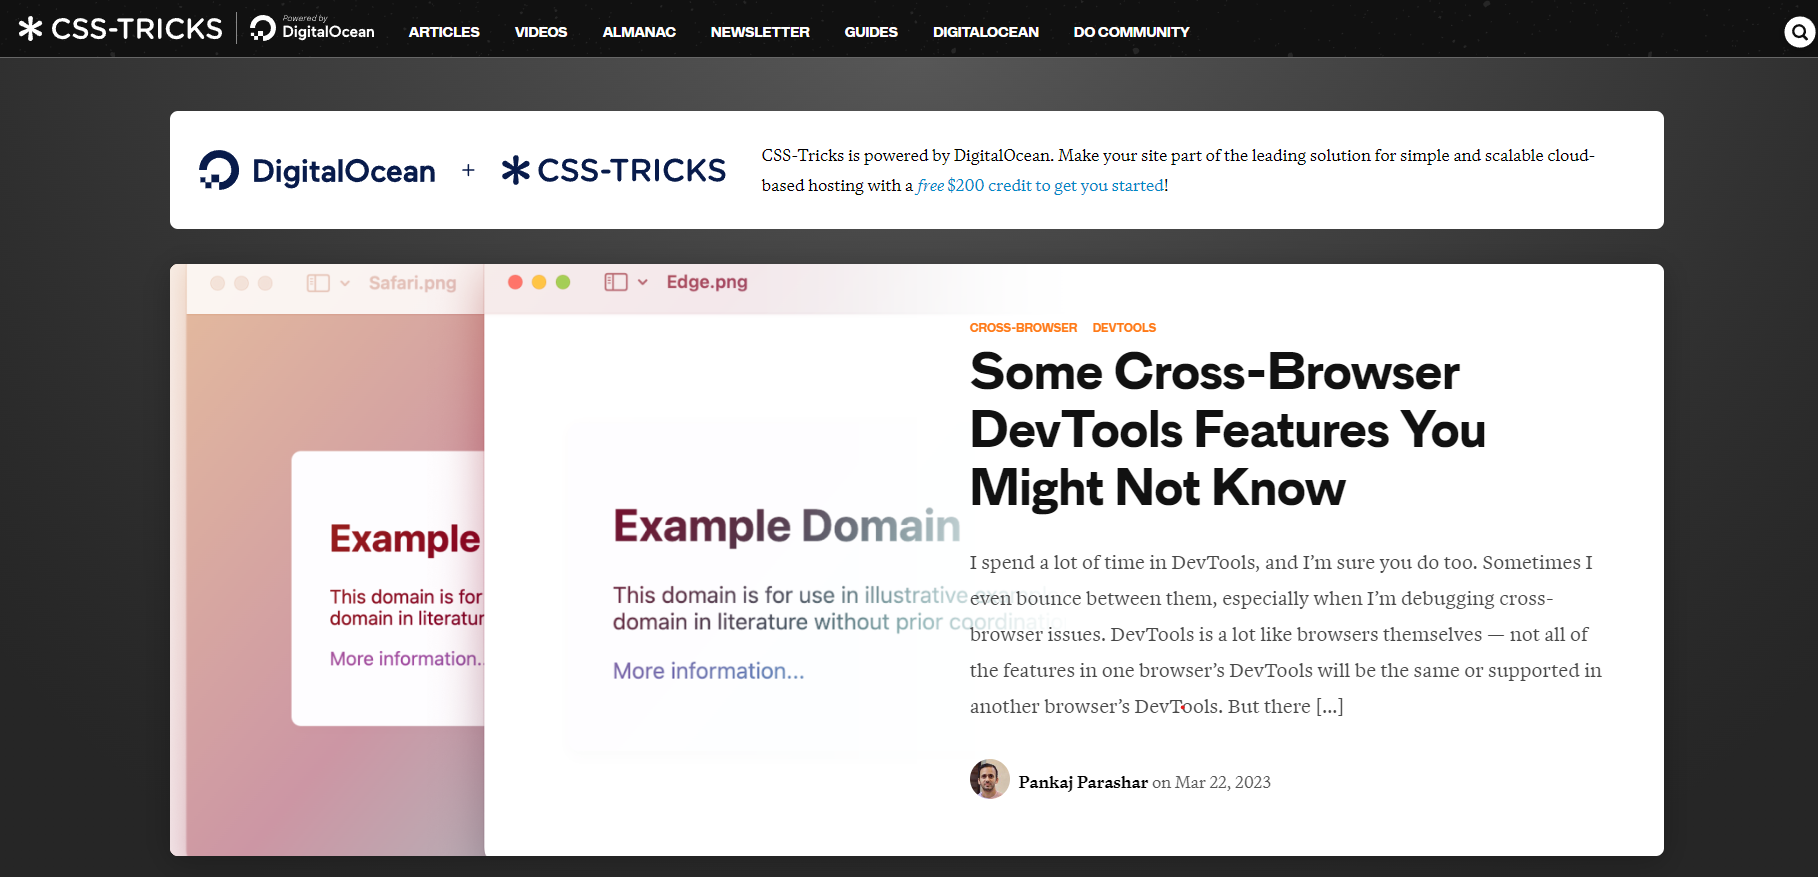 CSS-TRICKS
Powered by
DigitalOcean
ARTICLES
VIDEOS
ALMANAC
NEWSLETTER
GUIDES
DIGITALOCEAN
DO COMMUNITY
DigitalOcean + CSS-TRICKS
CSS-Tricks is powered by DigitalOcean. Make your site part of the leading solution for simple and scalable cloud-
based hosting with a free $200 credit to get you started!
Safari.png
Edge.png
Example
This domain is for
domain in literatur
More information..
Example Domain
This domain is for use in illustrative
domain in literature without prior coordination
More information...
CROSS-BROWSER DEVTOOLS
Some Cross-Browser
DevTools Features You
Might Not Know
I spend a lot of time in DevTools, and I’m sure you do too. Sometimes I
even bounce between them, especially when I’m debugging cross-
browser issues. DevTools is a lot like browsers themselves — not all of
the features in one browser’s DevTools will be the same or supported in
another browser’s DevTools. But there […]
Pankaj Parashar on Mar 22, 2023